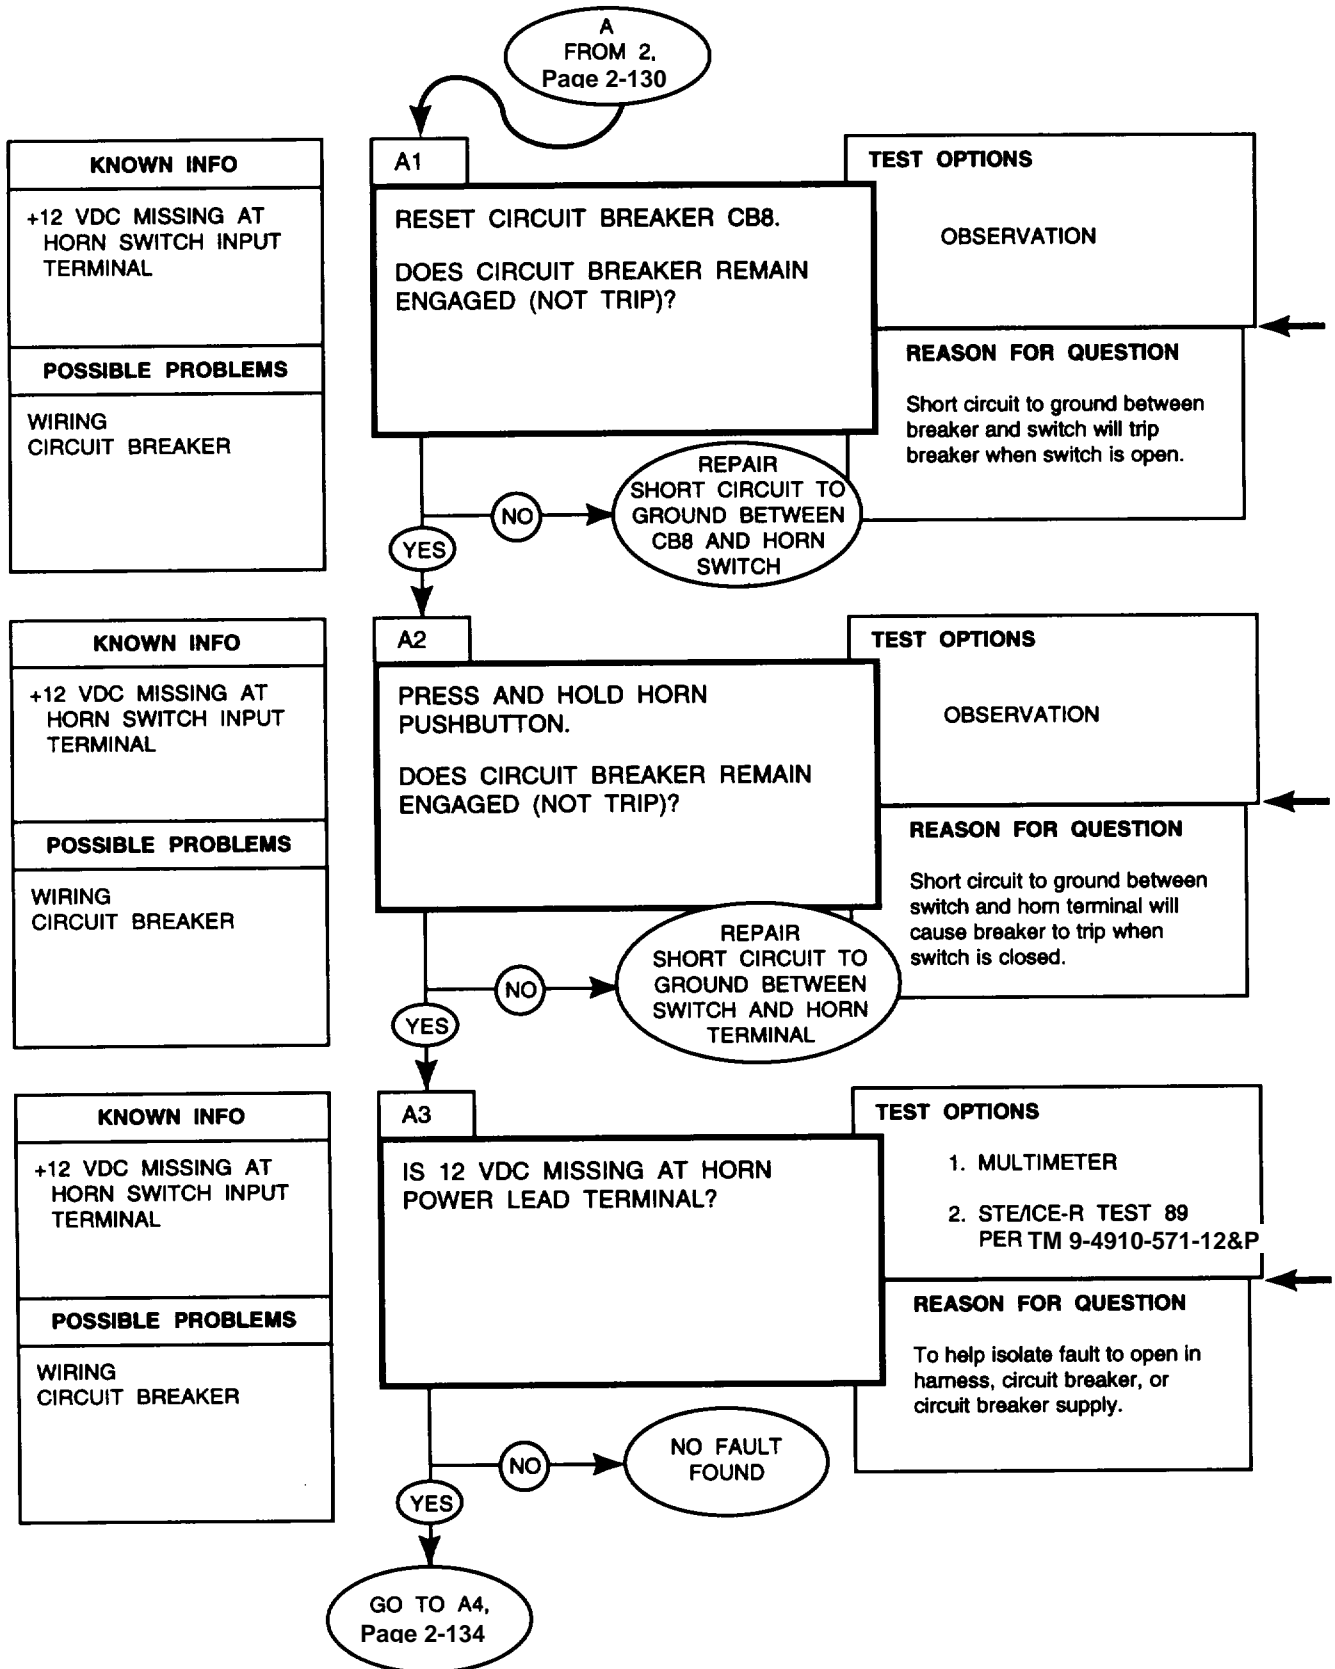 A
FROM 2,
Page 2-130
KNOWN INFO
+12 VDC MISSING AT
HORN SWITCH INPUT
TERMINAL
POSSIBLE PROBLEMS
WIRING
CIRCUIT BREAKER
A1
RESET CIRCUIT BREAKER CB8.
DOES CIRCUIT BREAKER REMAIN
ENGAGED (NOT TRIP)?
TEST OPTIONS
OBSERVATION
REASON FOR QUESTION
Short circuit to ground between
breaker and switch will trip
breaker when switch is open.
NO
REPAIR
SHORT CIRCUIT TO
GROUND BETWEEN
CB8 AND HORN
SWITCH
YES
KNOWN INFO
+12 VDC MISSING AT
HORN SWITCH INPUT
TERMINAL
POSSIBLE PROBLEMS
WIRING
CIRCUIT BREAKER
A2
PRESS AND HOLD HORN
PUSHBUTTON.
DOES CIRCUIT BREAKER REMAIN
ENGAGED (NOT TRIP)?
TEST OPTIONS
OBSERVATION
REASON FOR QUESTION
Short circuit to ground between
switch and horn terminal will
cause breaker to trip when
switch is closed.
NO
REPAIR
SHORT CIRCUIT TO
GROUND BETWEEN
SWITCH AND HORN
TERMINAL
YES
KNOWN INFO
+12 VDC MISSING AT
HORN SWITCH INPUT
TERMINAL
POSSIBLE PROBLEMS
WIRING
CIRCUIT BREAKER
A3
IS 12 VDC MISSING AT HORN
POWER LEAD TERMINAL?
TEST OPTIONS
1. MULTIMETER
2. STE/ICE-R TEST 89
PER TM 9-4910-571-12&P
REASON FOR QUESTION
To help isolate fault to open in
harness, circuit breaker, or
circuit breaker supply.
NO
NO FAULT
FOUND
YES
GO TO A4,
Page 2-134